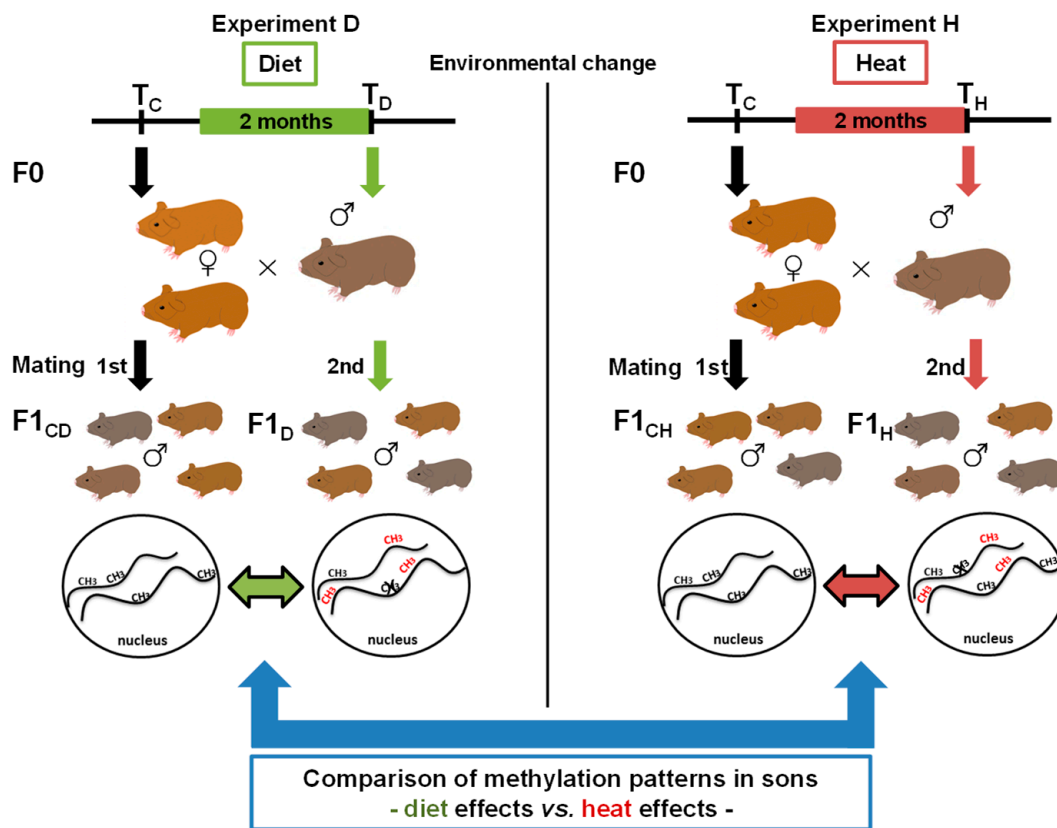 Experiment D
Experiment H
Diet
Environmental change
Heat
TC
TD
TC
TH
2 months
2 months
F0
F0
♂
♂
♀ ×
♀ ×
Mating 1st
2nd
Mating 1st
2nd
F1CD
F1D
F1CH
F1H
♂
♂
♂
♂
CH3
CH3
CH3
CH3
nucleus
CH3
CH3
CH3
CH3
CH3
nucleus
CH3
CH3
CH3
CH3
nucleus
CH3
CH3
CH3
CH3
CH3
CH3
nucleus
Comparison of methylation patterns in sons
- diet effects vs. heat effects -